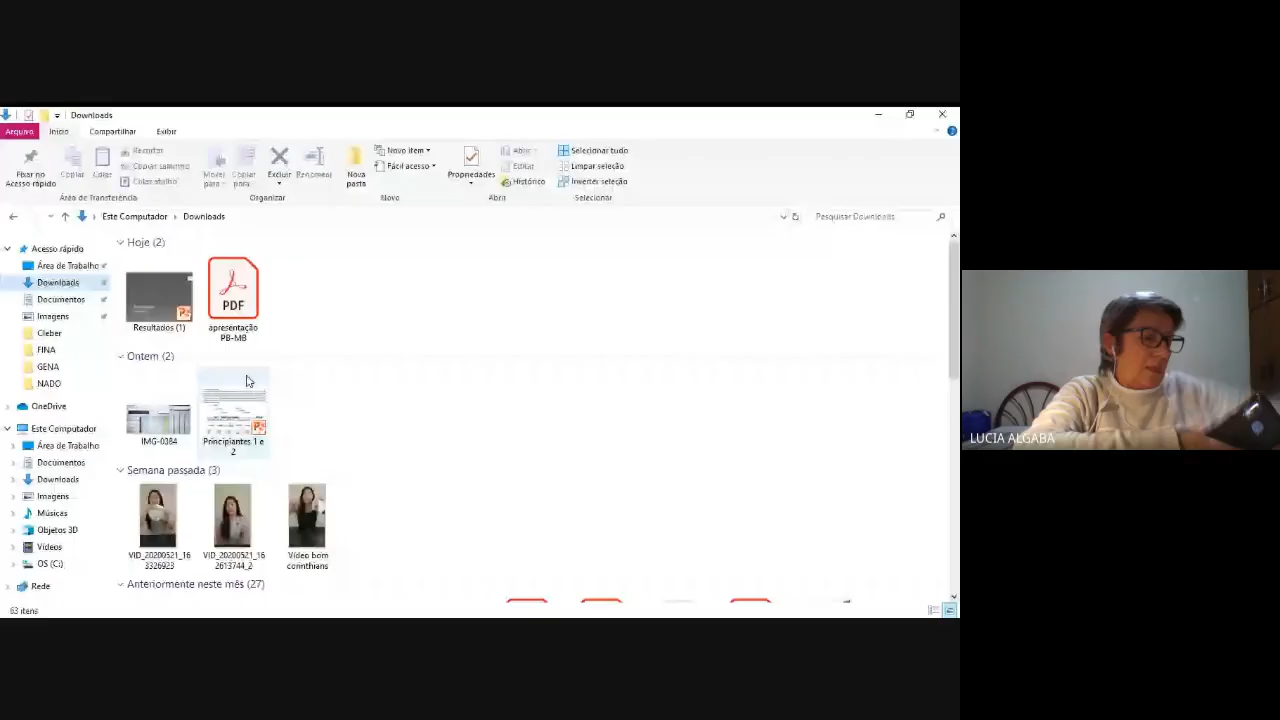 Downloads
Arquivo Início Compartilhar Exibir
Fixar no
Acesso rápido
Copiar
Colar
Recortar
Copiar caminho
Colar atalho
Área de Transferência
Mover
para
Copiar
para
Excluir
Renomear
Organizar
Nova
pasta
Novo item
Fácil acesso
Novo
Propriedades
Abrir
Editar
Histórico
Abrir
Selecionar tudo
Limpar seleção
Inverter seleção
Selecionar
Este Computador Downloads
Pesquisar Downloads
Acesso rápido
Área de Trabalho
Downloads
Documentos
Imagens
Cleber
FINA
GENA
NADO
OneDrive
Este Computador
Área de Trabalho
Documentos
Downloads
Imagens
Músicas
Objetos 3D
Vídeos
OS (C:)
Rede
Hoje (2)
PDF
Resultados (1)
apresentação
PB-MB
Ontem (2)
IMG-0384
Principiantes 1 e
2
Semana passada (3)
VID_20200521_16
3326923
VID_20200521_16
2613744_2
Vídeo bom
corinthians
Anteriormente neste mês (27)
63 itens
LUCIA ALGABA